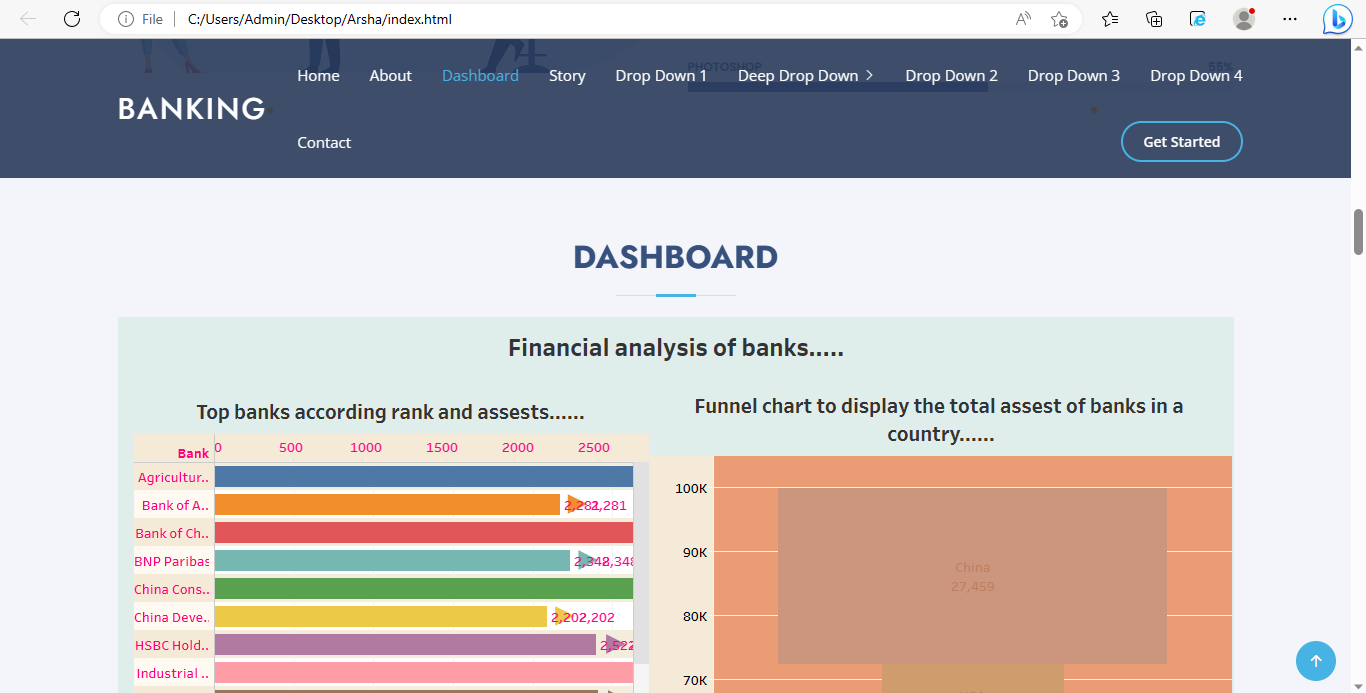 File C:/Users/Admin/Desktop/Arsha/index.html
PHOTOSHOP 55%
Home About Dashboard Story Drop Down 1 Deep Drop Down Drop Down 2 Drop Down 3 Drop Down 4
BANKING
Contact Get Started
DASHBOARD
Financial analysis of banks.....
Top banks according rank and assests......
Bank 0 500 1000 1500 2000 2500
Agricultur..
Bank of A.. 2,281 2,281
Bank of Ch..
BNP Paribas 2,348 2,348
China Cons..
China Deve.. 2,202 2,202
HSBC Hold.. 2,522
Industrial ..
Funnel chart to display the total assest of banks in a
country......
100K
90K
80K
70K
China
27,459